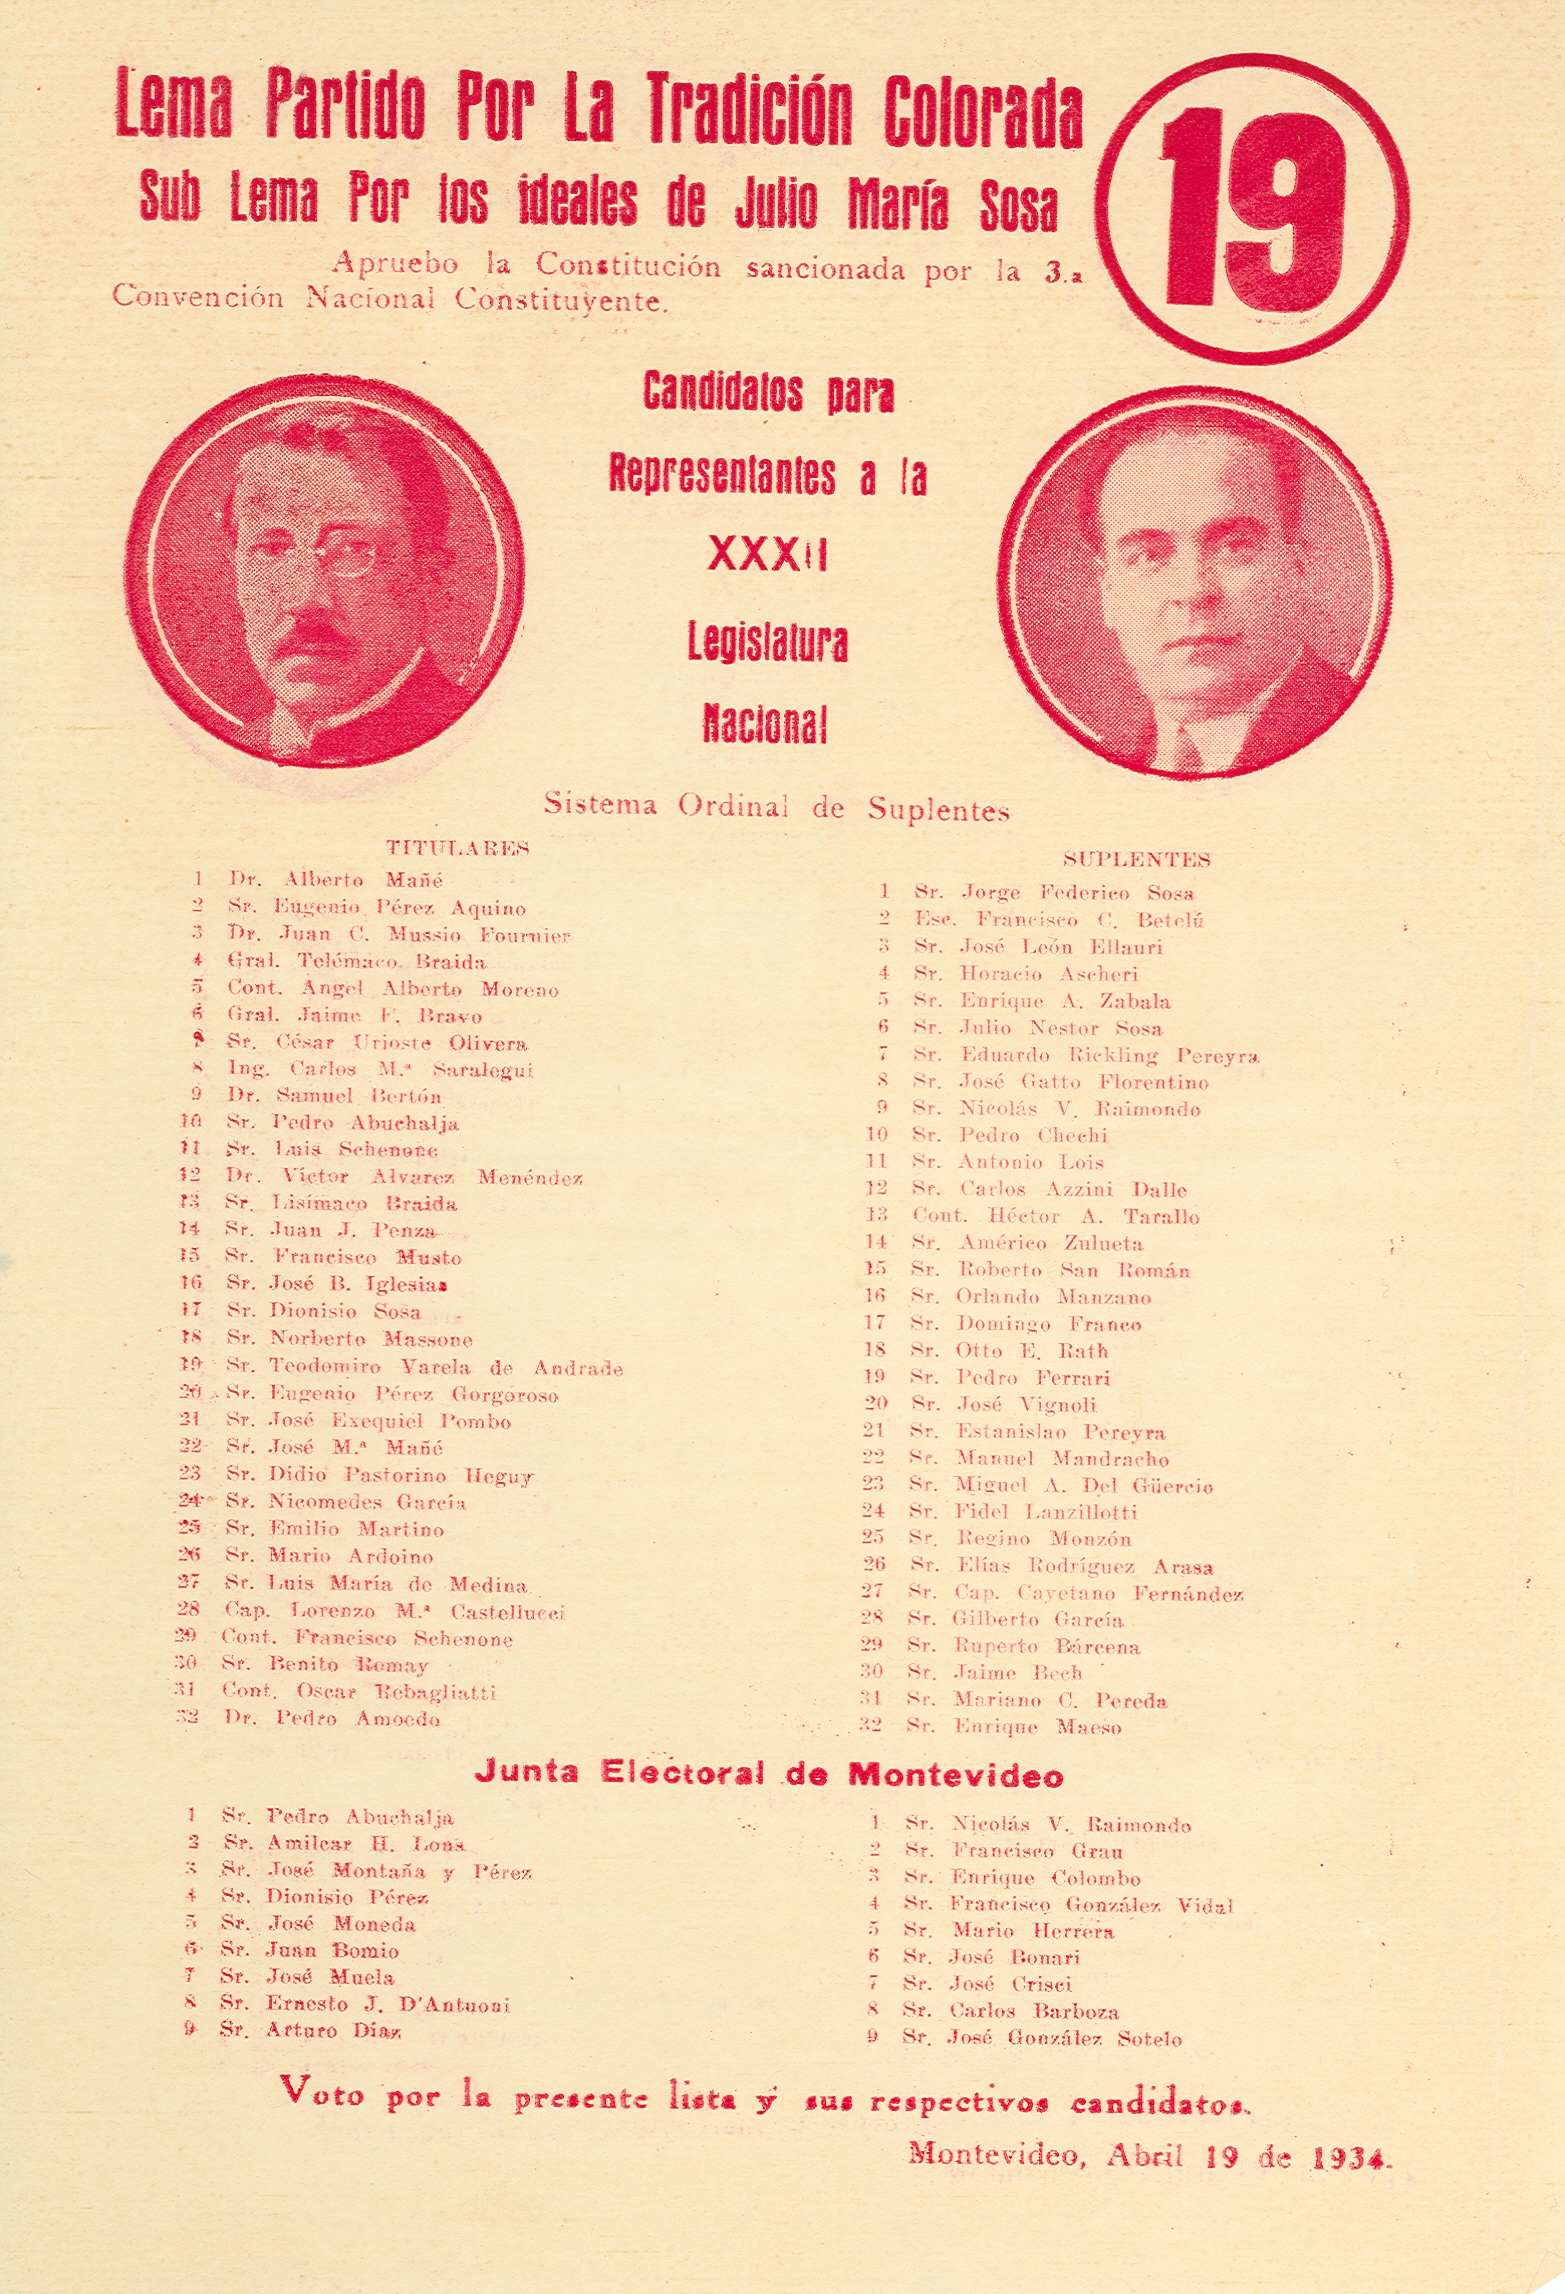 Lema Partido Por La Tradición Colorada
19
Sub Lema Por los ideales de Julio María Sosa
Apruebo la Constitución sancionada por la 3.a
Convención Nacional Constituyente.
Candidatos para
Representantes a la
XXXII
Legislatura
Nacional
Sistema Ordinal de Suplentes
TITULARES
1 Dr. Alberto Mañé
2 Sr. Eugenio Pérez Aquino
3 Dr. Juan C. Mussio Fournier
4 Gral. Telémaco Braida
5 Cont. Angel Alberto Moreno
6 Gral. Jaime F. Bravo
Sr. César Urioste Olivera
8 Ing. Carlos M.ª Saralegui
9 Dr. Samuel Bertón
10 Sr. Pedro Abuchalja
11 Sr. Luis Schenone
12 Dr. Víctor Alvarez Menéndez
13 Sr. Lisímaco Braida
14 Sr. Juan J. Penza
15 Sr. Francisco Musto
16 Sr. José B. Iglesias
17 Sr. Dionisio Sosa
18 Sr. Norberto Massone
19 Sr. Teodomiro Varela de Andrade
20 Sr. Eugenio Pérez Gorgoroso
21 Sr. José Exequiel Pombo
22 Sr. José M.ª Mañé
23 Sr. Didio Pastorino Heguy
24 Sr. Nicomedes García
25 Sr. Emilio Martino
26 Sr. Mario Ardoino
27 Sr. Luis María de Medina
28 Cap. Lorenzo M.ª Castellucci
29 Cont. Francisco Schenone
30 Sr. Benito Romay
31 Cont. Oscar Rebagliatti
32 Dr. Pedro Amoedo
SUPLENTES
1 Sr. Jorge Federico Sosa
2 Esc. Francisco C. Betelú
3 Sr. José León Ellauri
4 Sr. Horacio Ascheri
5 Sr. Enrique A. Zabala
6 Sr. Julio Nestor Sosa
7 Sr. Eduardo Rickling Pereyra
8 Sr. José Gatto Florentino
9 Sr. Nicolás V. Raimondo
10 Sr. Pedro Chechi
11 Sr. Antonio Lois
12 Sr. Carlos Azzini Dalle
13 Cont. Héctor A. Tarallo
14 Sr. Américo Zulueta
15 Sr. Roberto San Román
16 Sr. Orlando Manzano
17 Sr. Domingo Franco
18 Sr. Otto E. Rath
19 Sr. Pedro Ferrari
20 Sr. José Vignoli
21 Sr. Estanislao Pereyra
22 Sr. Manuel Mandracho
23 Sr. Miguel A. Del Güercio
24 Sr. Fidel Lanzillotti
25 Sr. Regino Monzón
26 Sr. Elías Rodríguez Arasa
27 Sr. Cap. Cayetano Fernández
28 Sr. Gilberto García
29 Sr. Ruperto Bárcena
30 Sr. Jaime Bech
31 Sr. Mariano C. Pereda
32 Sr. Enrique Maeso
Junta Electoral de Montevideo
1 Sr. Pedro Abuchalja
2 Sr. Amilcar H. Lona
3 Sr. José Montaña y Pérez
4 Sr. Dionisio Pérez
5 Sr. José Moneda
6 Sr. Juan Bomio
7 Sr. José Muela
8 Sr. Ernesto J. D'Antuoni
9 Sr. Arturo Diaz
1 Sr. Nicolás V. Raimondo
2 Sr. Francisco Grau
3 Sr. Enrique Colombo
4 Sr. Francisco González Vidal
5 Sr. Mario Herrera
6 Sr. José Bonari
7 Sr. José Crisci
8 Sr. Carlos Barboza
9 Sr. José González Sotelo
Voto por la presente lista y sus respectivos candidatos.
Montevideo, Abril 19 de 1934.